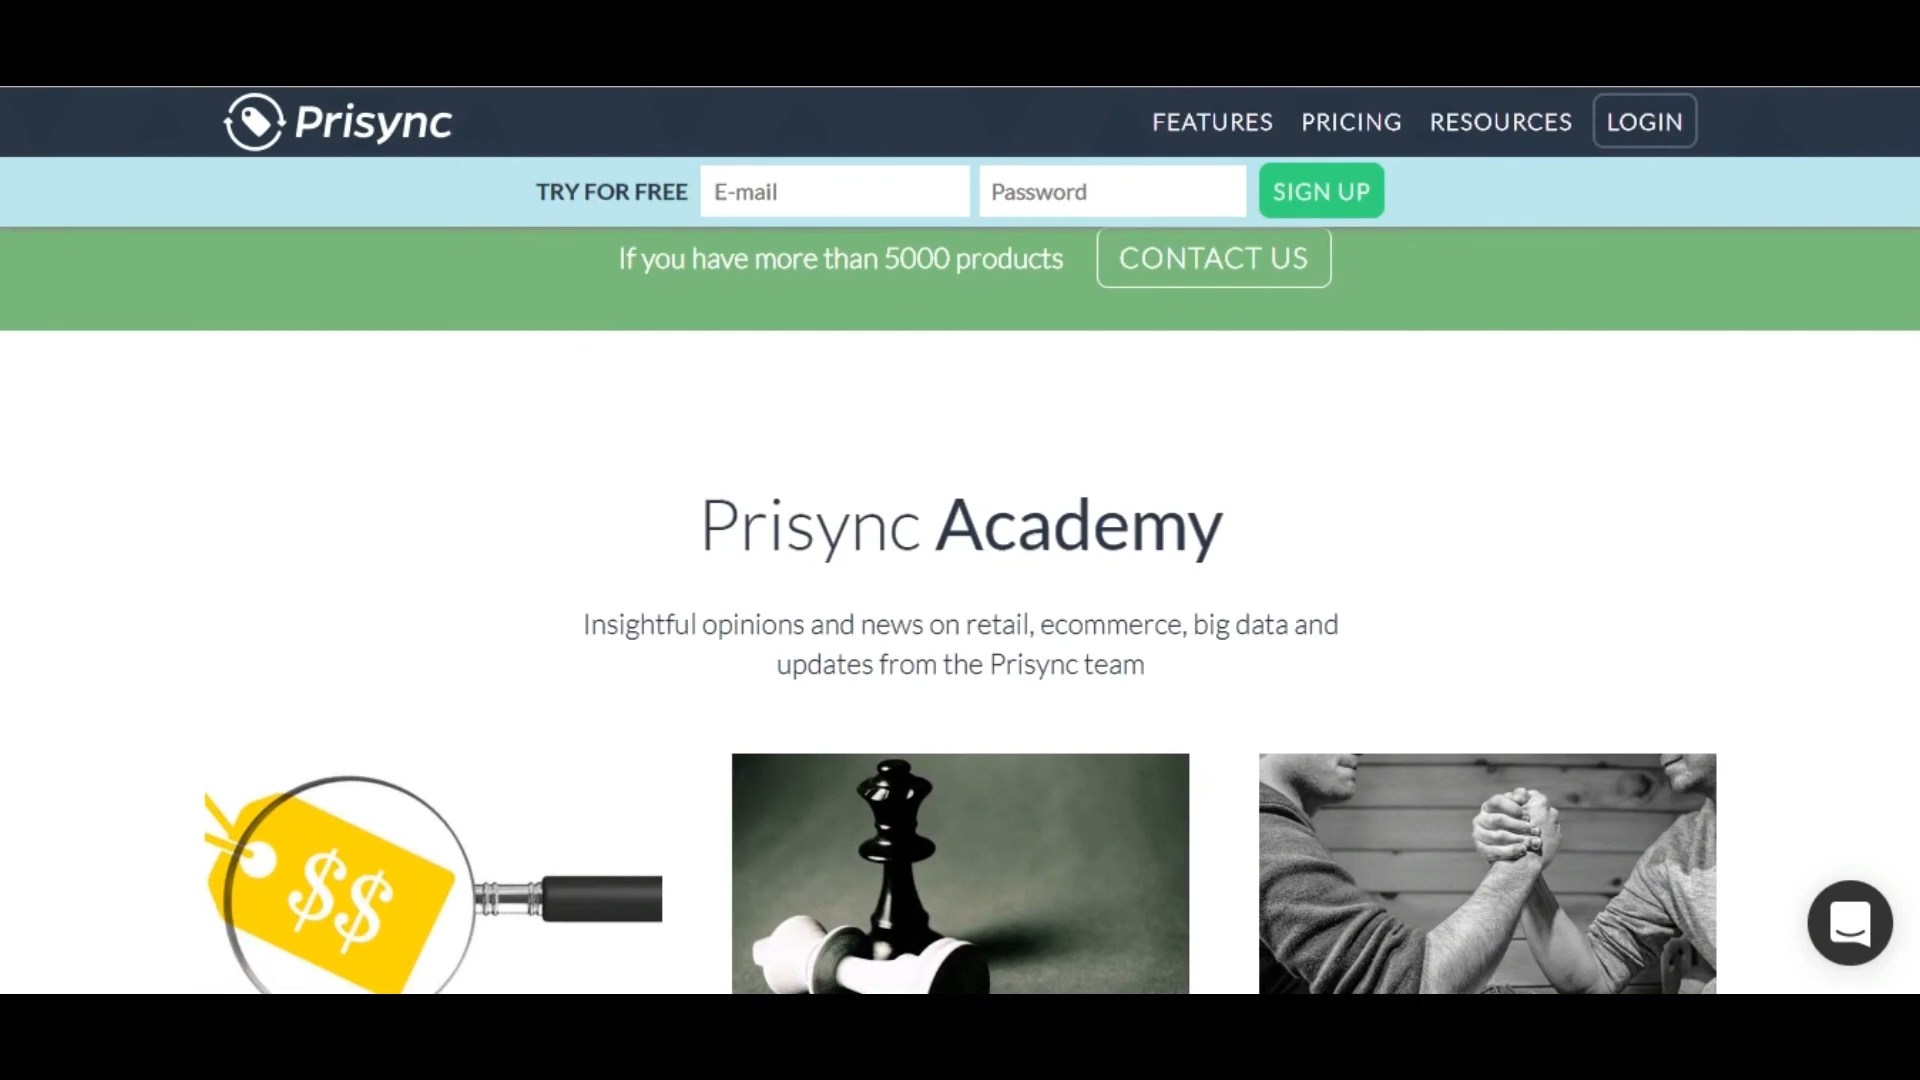 Prisync
FEATURES PRICING RESOURCES LOGIN
TRY FOR FREE E-mail Password SIGN UP
If you have more than 5000 products CONTACT US
Prisync Academy
Insightful opinions and news on retail, ecommerce, big data and
updates from the Prisync team
$$